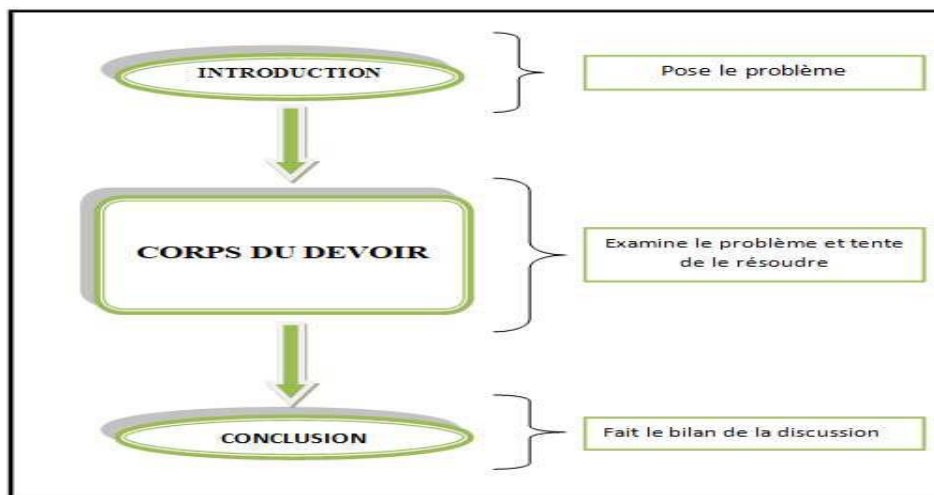 INTRODUCTION
Pose le problème
CORPS DU DEVOIR
Examine le problème et tente
de le résoudre
CONCLUSION
Fait le bilan de la discussion